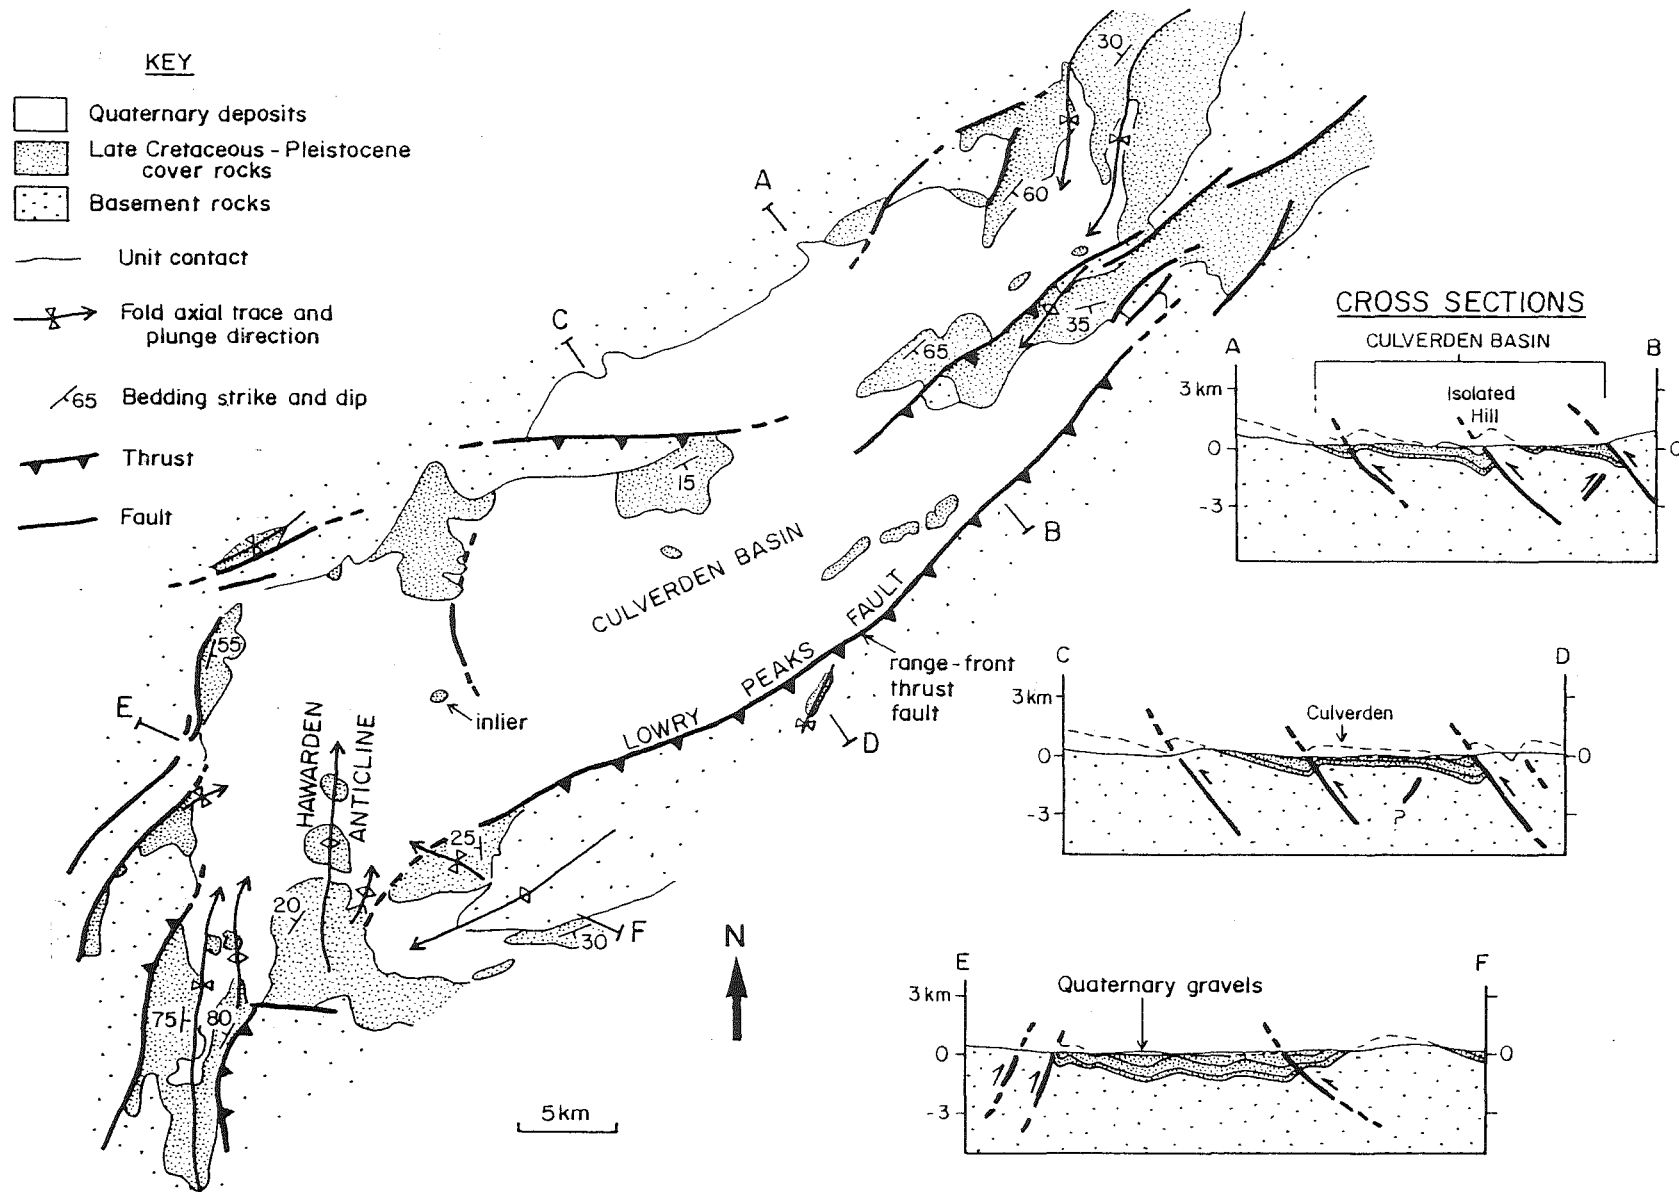 KEY
Quaternary deposits
Late Cretaceous - Pleistocene
cover rocks
Basement rocks
Unit contact
Fold axial trace and
plunge direction
65 Bedding strike and dip
Thrust
Fault
A
C
E
B
D
F
30
60
35
65
15
55
25
20
30
75
80
CULVERDEN BASIN
LOWRY PEAKS FAULT
range-front
thrust
fault
inlier
HAWARDEN
ANTICLINE
N
5km
CROSS SECTIONS
CULVERDEN BASIN
A
B
3 km
Isolated
Hill
0
0
-3
C
D
3 km
Culverden
0
0
-3
?
E
F
3 km
Quaternary gravels
0
0
-3